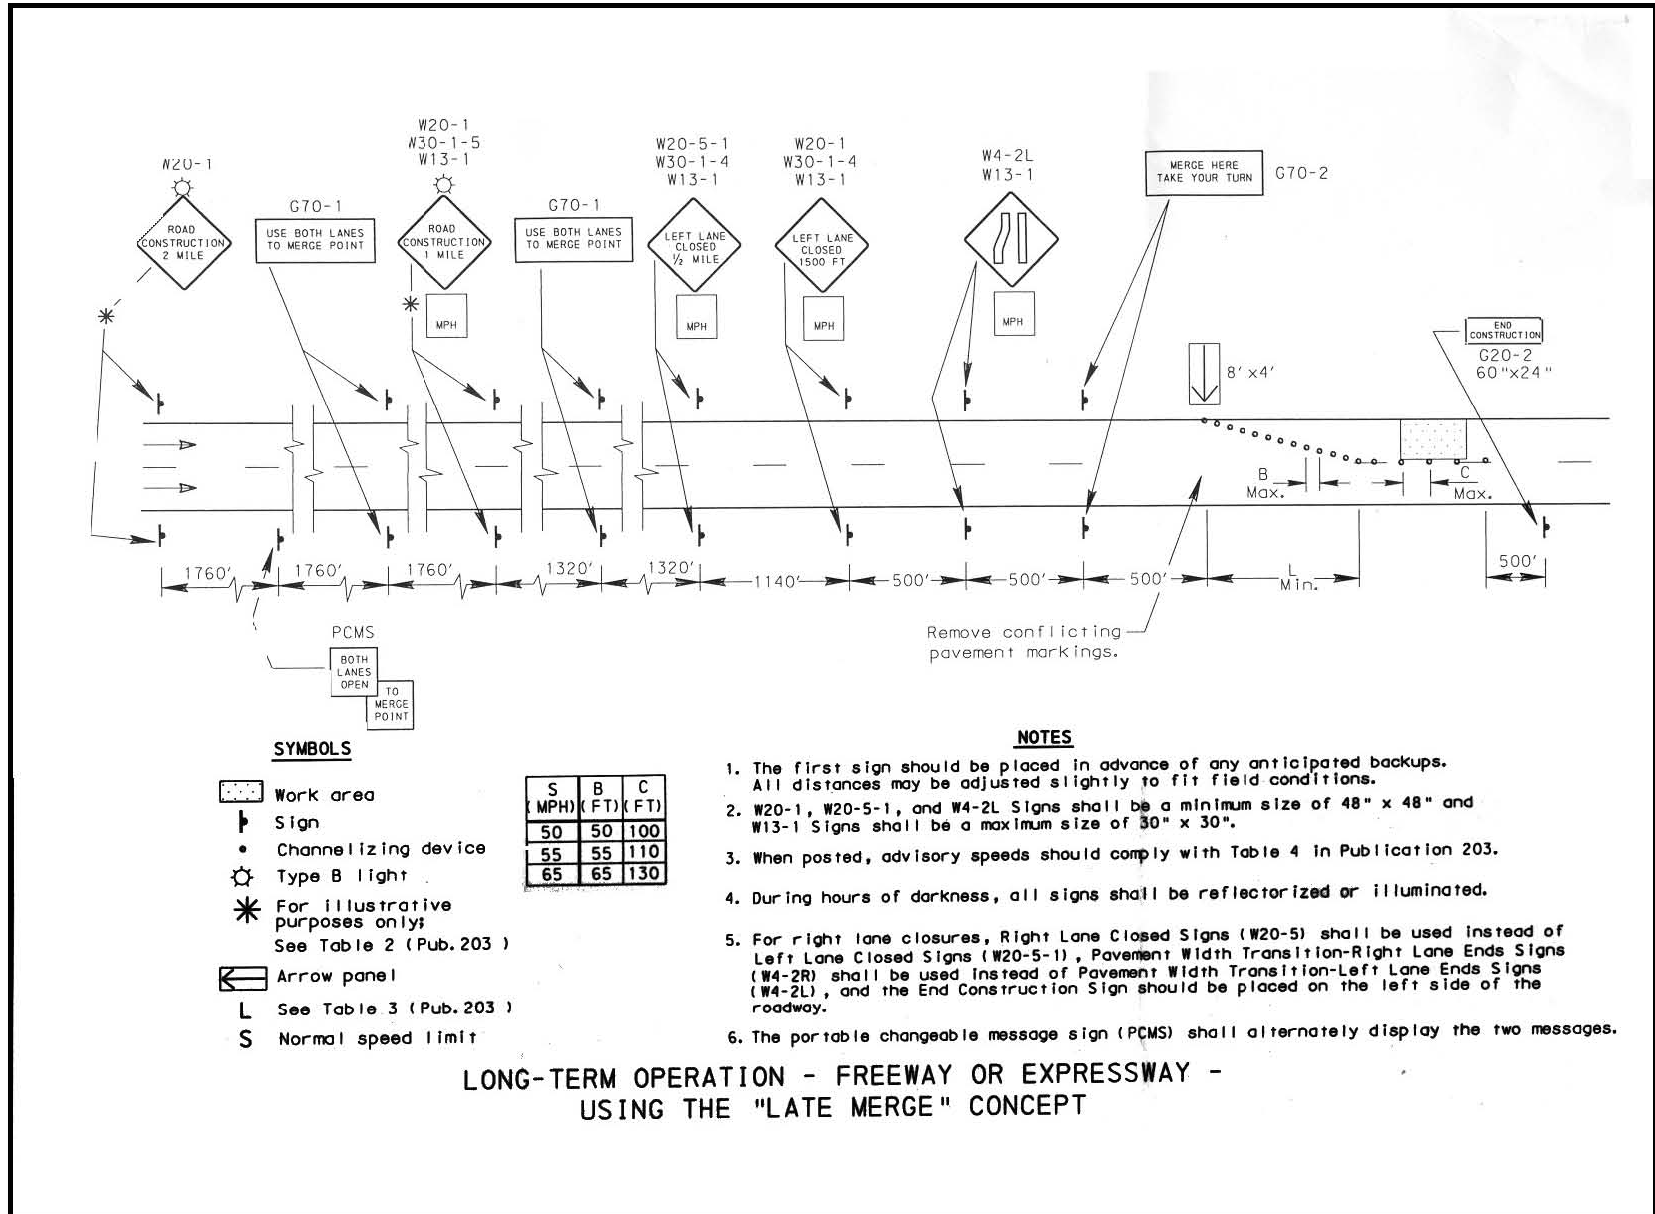 W20-1
W30-1-5
W13-1
W20-5-1
W30-1-4
W13-1
W20-1
W30-1-4
W13-1
W4-2L
W13-1
W20-1
MERGE HERE
TAKE YOUR TURN
G70-2
G70-1
G70-1
ROAD
CONSTRUCTION
2 MILE
USE BOTH LANES
TO MERGE POINT
ROAD
CONSTRUCTION
1 MILE
USE BOTH LANES
TO MERGE POINT
LEFT LANE
CLOSED
½ MILE
LEFT LANE
CLOSED
1500 FT
MPH
MPH
MPH
MPH
END
CONSTRUCTION
G20-2
60"x24"
8'x4'
B
Max.
C
Max.
1760'
1760'
1760'
1320'
1320'
1140'
500'
500'
500'
L
Min.
500'
PCMS
BOTH
LANES
OPEN
TO
MERGE
POINT
Remove conflicting
pavement markings.
SYMBOLS
Work area
Sign
Channelizing device
Type B light
For illustrative
purposes only;
See Table 2 (Pub.203 )
Arrow panel
L See Table 3 (Pub.203 )
S Normal speed limit
S B C
(MPH) (FT) (FT)
50 50 100
55 55 110
65 65 130
NOTES
1. The first sign should be placed in advance of any anticipated backups.
All distances may be adjusted slightly to fit field conditions.
2. W20-1, W20-5-1, and W4-2L Signs shall be a minimum size of 48" x 48" and
W13-1 Signs shall be a maximum size of 30" x 30".
3. When posted, advisory speeds should comply with Table 4 in Publication 203.
4. During hours of darkness, all signs shall be reflectorized or illuminated.
5. For right lane closures, Right Lane Closed Signs (W20-5) shall be used instead of
Left Lane Closed Signs (W20-5-1), Pavement Width Transition-Right Lane Ends Signs
(W4-2R) shall be used instead of Pavement Width Transition-Left Lane Ends Signs
(W4-2L), and the End Construction Sign should be placed on the left side of the
roadway.
6. The portable changeable message sign (PCMS) shall alternately display the two messages.
LONG-TERM OPERATION - FREEWAY OR EXPRESSWAY -
USING THE "LATE MERGE" CONCEPT